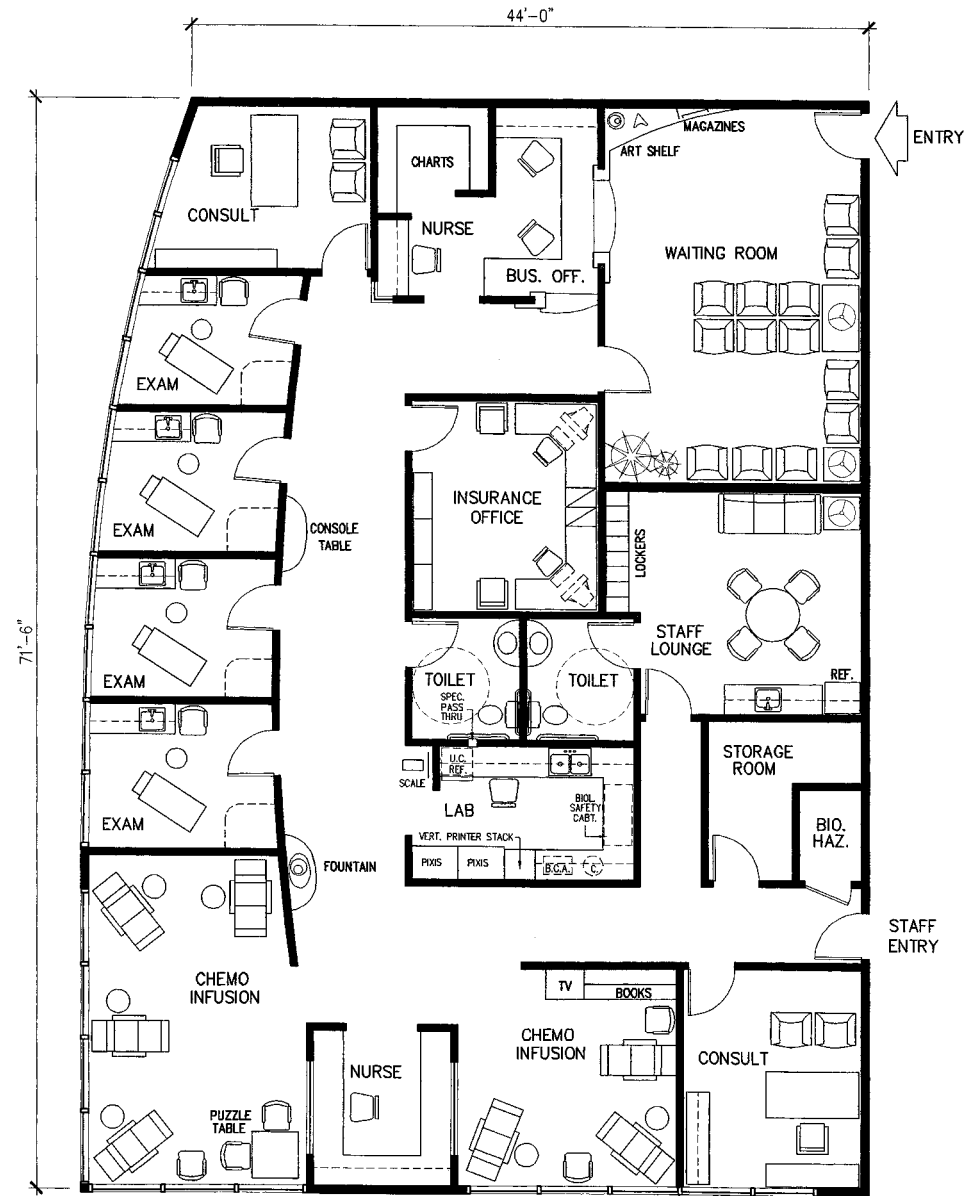 44'-0"
71'-6"
ENTRY
MAGAZINES
ART SHELF
CHARTS
CONSULT
NURSE
WAITING ROOM
BUS. OFF.
EXAM
INSURANCE
OFFICE
EXAM
CONSOLE
TABLE
LOCKERS
STAFF
LOUNGE
REF.
EXAM
TOILET
TOILET
SPEC.
PASS
THRU
STORAGE
ROOM
U.C.
REF.
SCALE
LAB
BIOL.
SAFETY
CABT.
EXAM
VERT. PRINTER STACK
PIXIS
PIXIS
B.C.A.
C.
BIO.
HAZ.
FOUNTAIN
STAFF
ENTRY
CHEMO
INFUSION
TV
BOOKS
CHEMO
INFUSION
CONSULT
NURSE
PUZZLE
TABLE